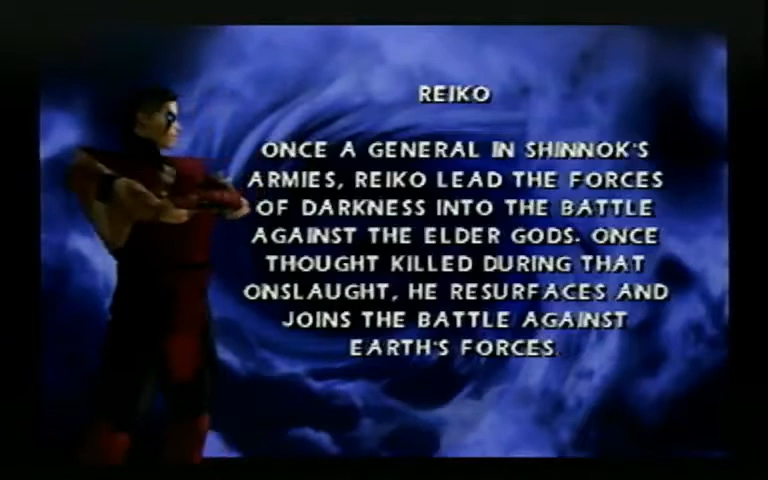 REIKO
ONCE A GENERAL IN SHINNOK'S
ARMIES, REIKO LEAD THE FORCES
OF DARKNESS INTO THE BATTLE
AGAINST THE ELDER GODS. ONCE
THOUGHT KILLED DURING THAT
ONSLAUGHT, HE RESURFACES AND
JOINS THE BATTLE AGAINST
EARTH'S FORCES.